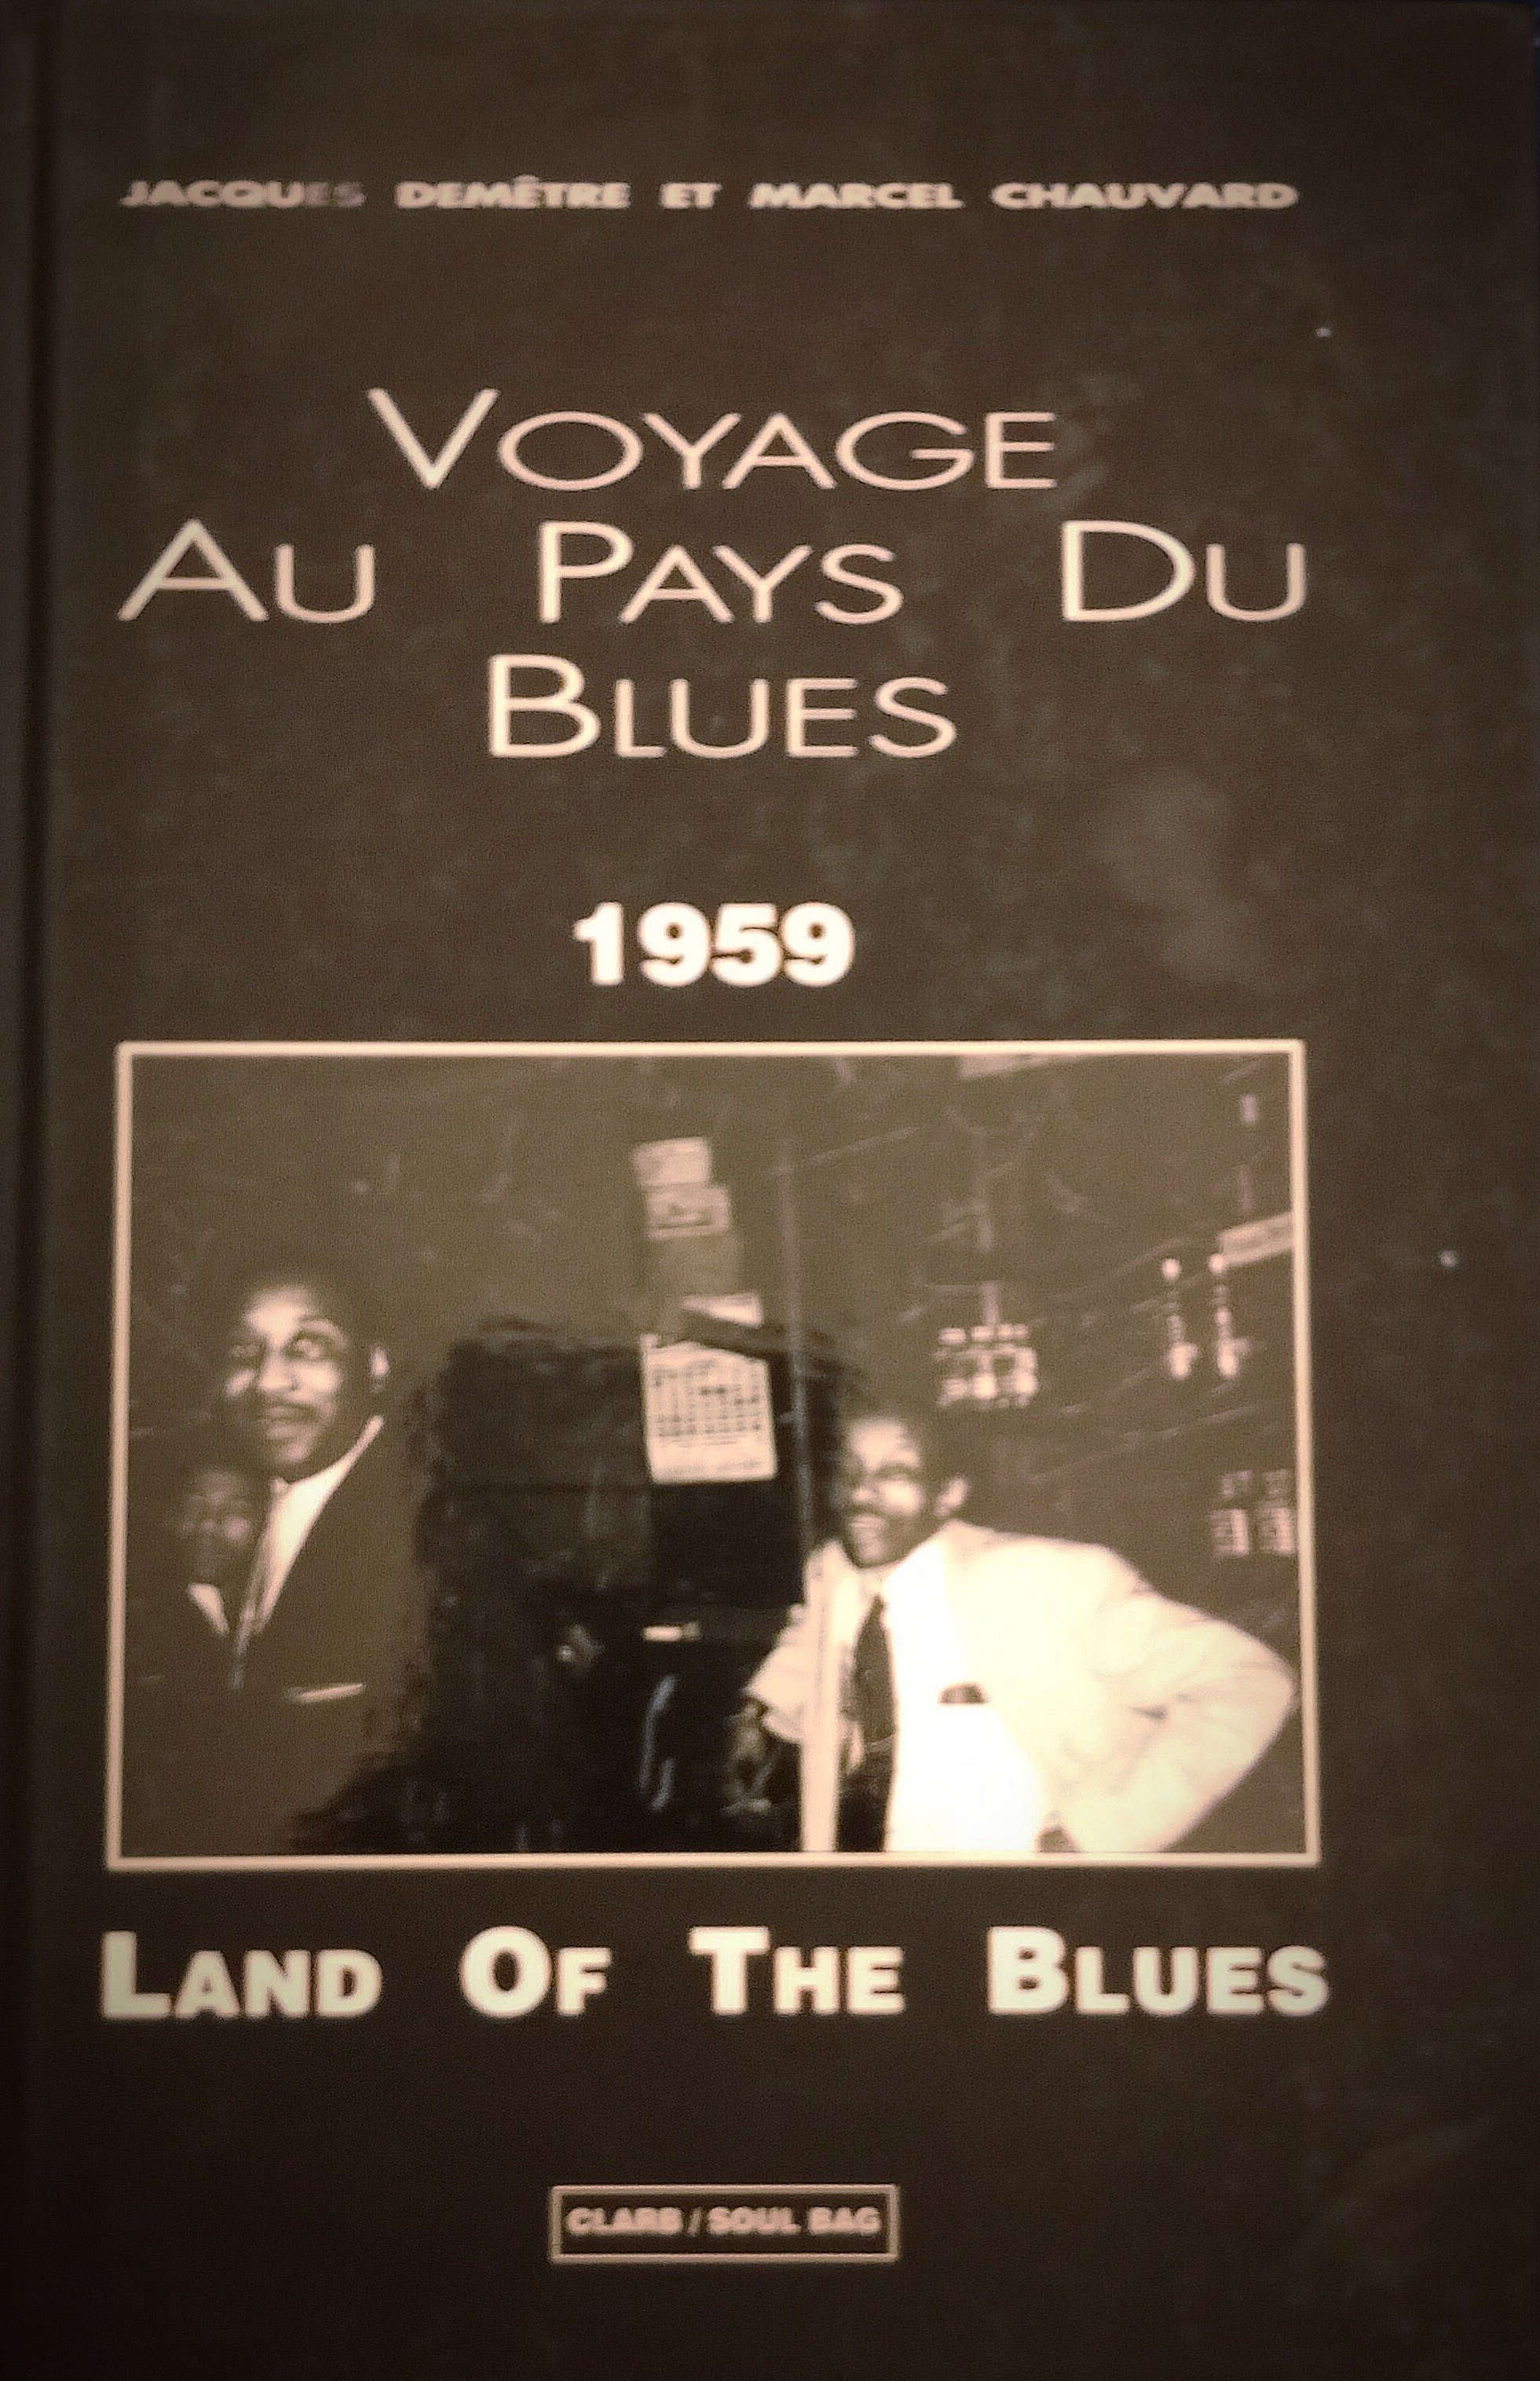 JACQUES DEMÊTRE ET MARCEL CHAUVARD
VOYAGE
AU PAYS DU
BLUES
1959
LAND OF THE BLUES
CLARB / SOUL BAG